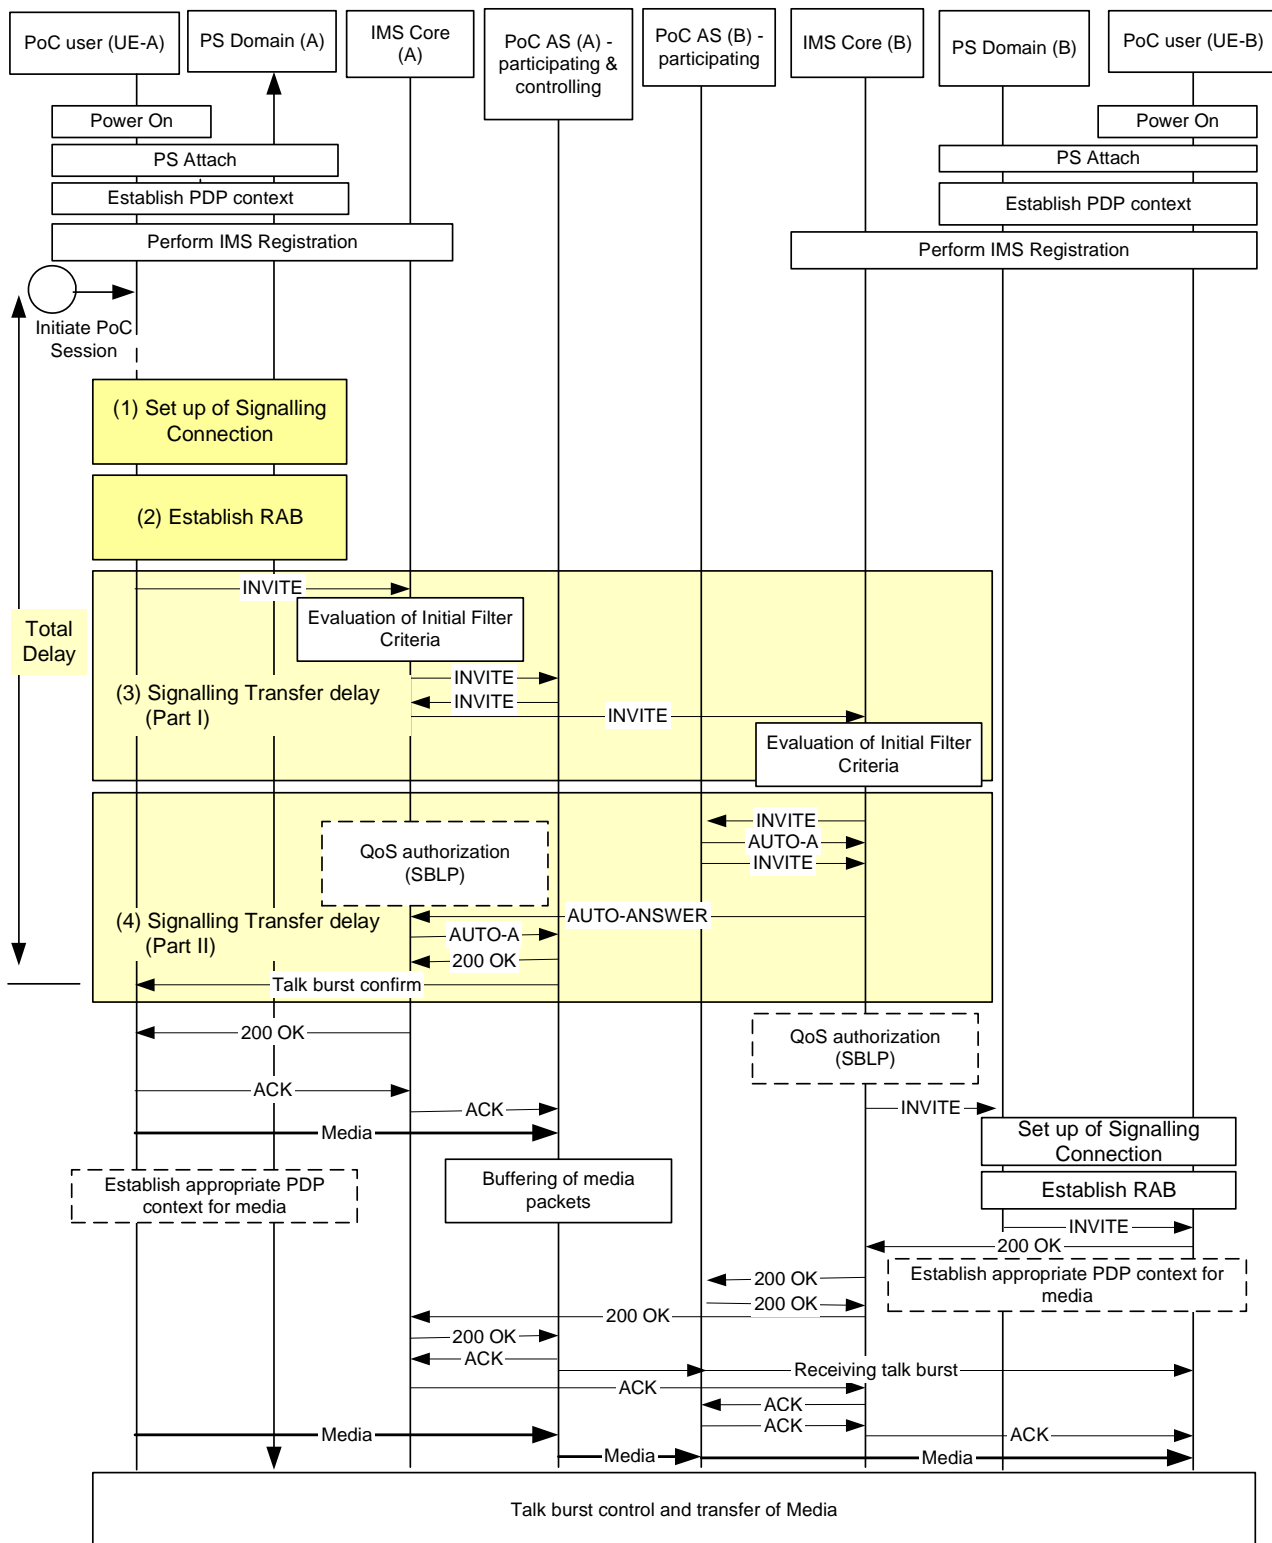 PoC user (UE-A)
PS Domain (A)
IMS Core
(A)
PoC AS (A) -
participating &
controlling
PoC AS (B) -
participating
IMS Core (B)
PS Domain (B)
PoC user (UE-B)
Power On
Power On
PS Attach
PS Attach
Establish PDP context
Establish PDP context
Perform IMS Registration
Perform IMS Registration
Initiate PoC
Session
(1) Set up of Signalling
Connection
(2) Establish RAB
Total
Delay
INVITE
Evaluation of Initial Filter
Criteria
INVITE
(3) Signalling Transfer delay
(Part I)
INVITE
INVITE
Evaluation of Initial Filter
Criteria
INVITE
AUTO-A
INVITE
QoS authorization
(SBLP)
AUTO-ANSWER
(4) Signalling Transfer delay
(Part II)
AUTO-A
200 OK
Talk burst confirm
200 OK
QoS authorization
(SBLP)
ACK
ACK
INVITE
Media
Set up of Signalling
Connection
Establish appropriate PDP
context for media
Buffering of media
packets
Establish RAB
INVITE
200 OK
Establish appropriate PDP context for
media
200 OK
200 OK
200 OK
200 OK
ACK
Receiving talk burst
ACK
ACK
ACK
Media
ACK
Media
Media
Talk burst control and transfer of Media